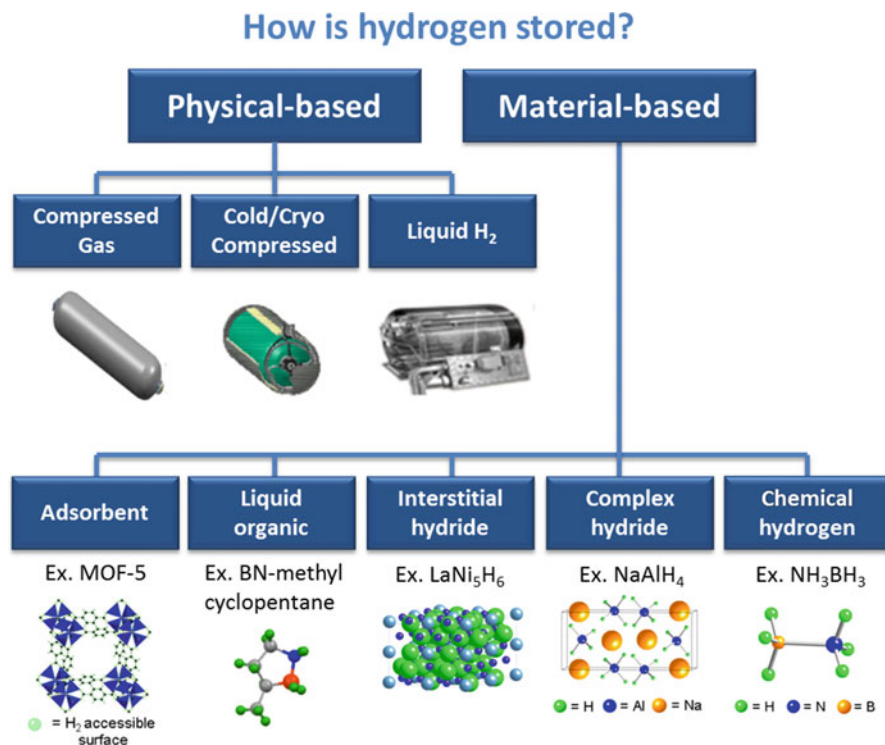 How is hydrogen stored?
Physical-based
Material-based
Compressed
Gas
Cold/Cryo
Compressed
Liquid H₂
Adsorbent
Liquid
organic
Interstitial
hydride
Complex
hydride
Chemical
hydrogen
Ex. MOF-5
Ex. BN-methyl
cyclopentane
Ex. LaNi₅H₆
Ex. NaAlH₄
Ex. NH₃BH₃
= H₂ accessible
surface
= H = Al = Na
= H = N = B